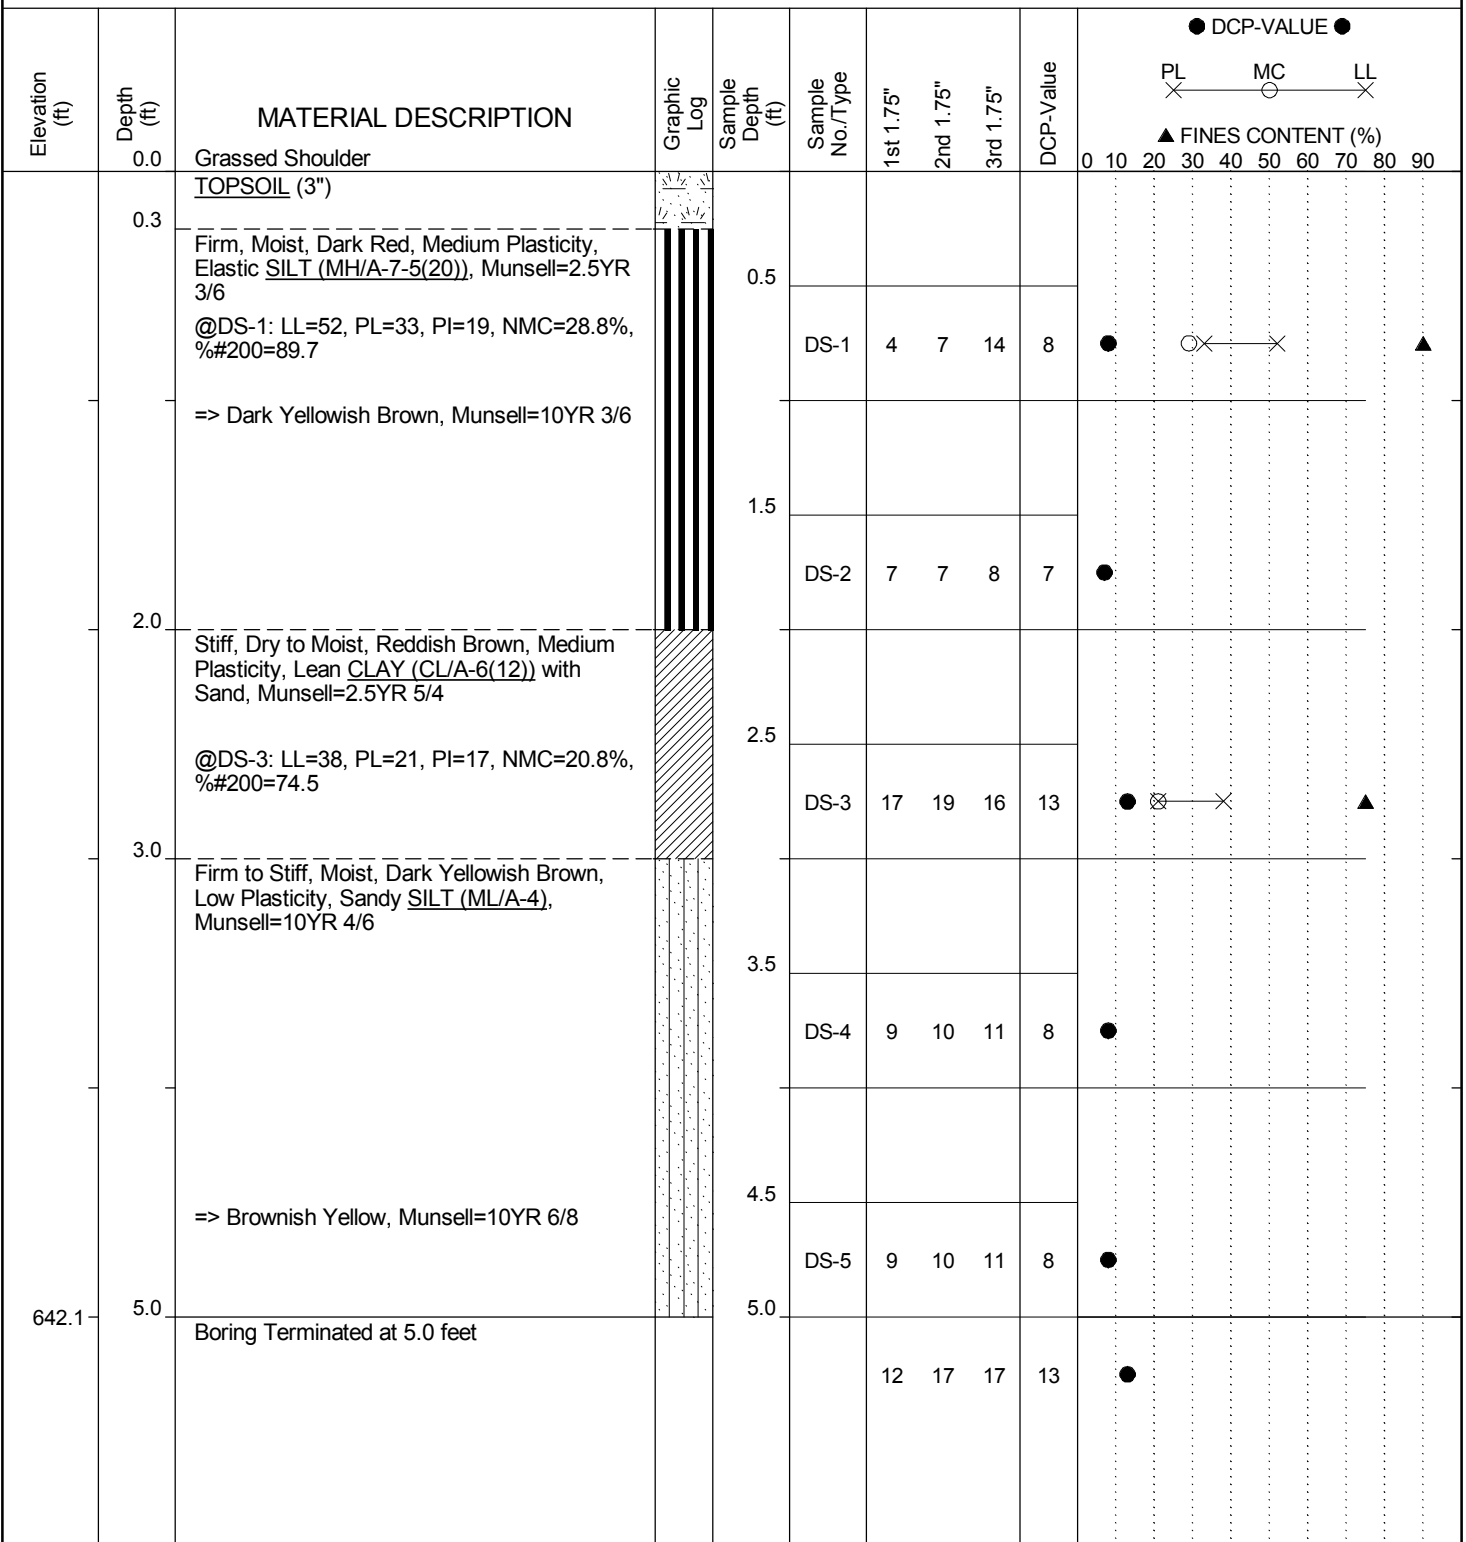 ● DCP-VALUE ●
PL MC LL
▲ FINES CONTENT (%)
0 10 20 30 40 50 60 70 80 90
Elevation
(ft)
Depth
(ft)
MATERIAL DESCRIPTION
Graphic
Log
Sample
Depth
(ft)
Sample
No./Type
1st 1.75"
2nd 1.75"
3rd 1.75"
DCP-Value
0.0 Grassed Shoulder
TOPSOIL (3")
0.3
Firm, Moist, Dark Red, Medium Plasticity,
Elastic SILT (MH/A-7-5(20)), Munsell=2.5YR
3/6
0.5
@DS-1: LL=52, PL=33, PI=19, NMC=28.8%,
%#200=89.7
DS-1 4 7 14 8
=> Dark Yellowish Brown, Munsell=10YR 3/6
1.5
DS-2 7 7 8 7
2.0
Stiff, Dry to Moist, Reddish Brown, Medium
Plasticity, Lean CLAY (CL/A-6(12)) with
Sand, Munsell=2.5YR 5/4
2.5
@DS-3: LL=38, PL=21, PI=17, NMC=20.8%,
%#200=74.5
DS-3 17 19 16 13
3.0
Firm to Stiff, Moist, Dark Yellowish Brown,
Low Plasticity, Sandy SILT (ML/A-4),
Munsell=10YR 4/6
3.5
DS-4 9 10 11 8
4.5
=> Brownish Yellow, Munsell=10YR 6/8
DS-5 9 10 11 8
642.1 5.0 5.0
Boring Terminated at 5.0 feet
12 17 17 13